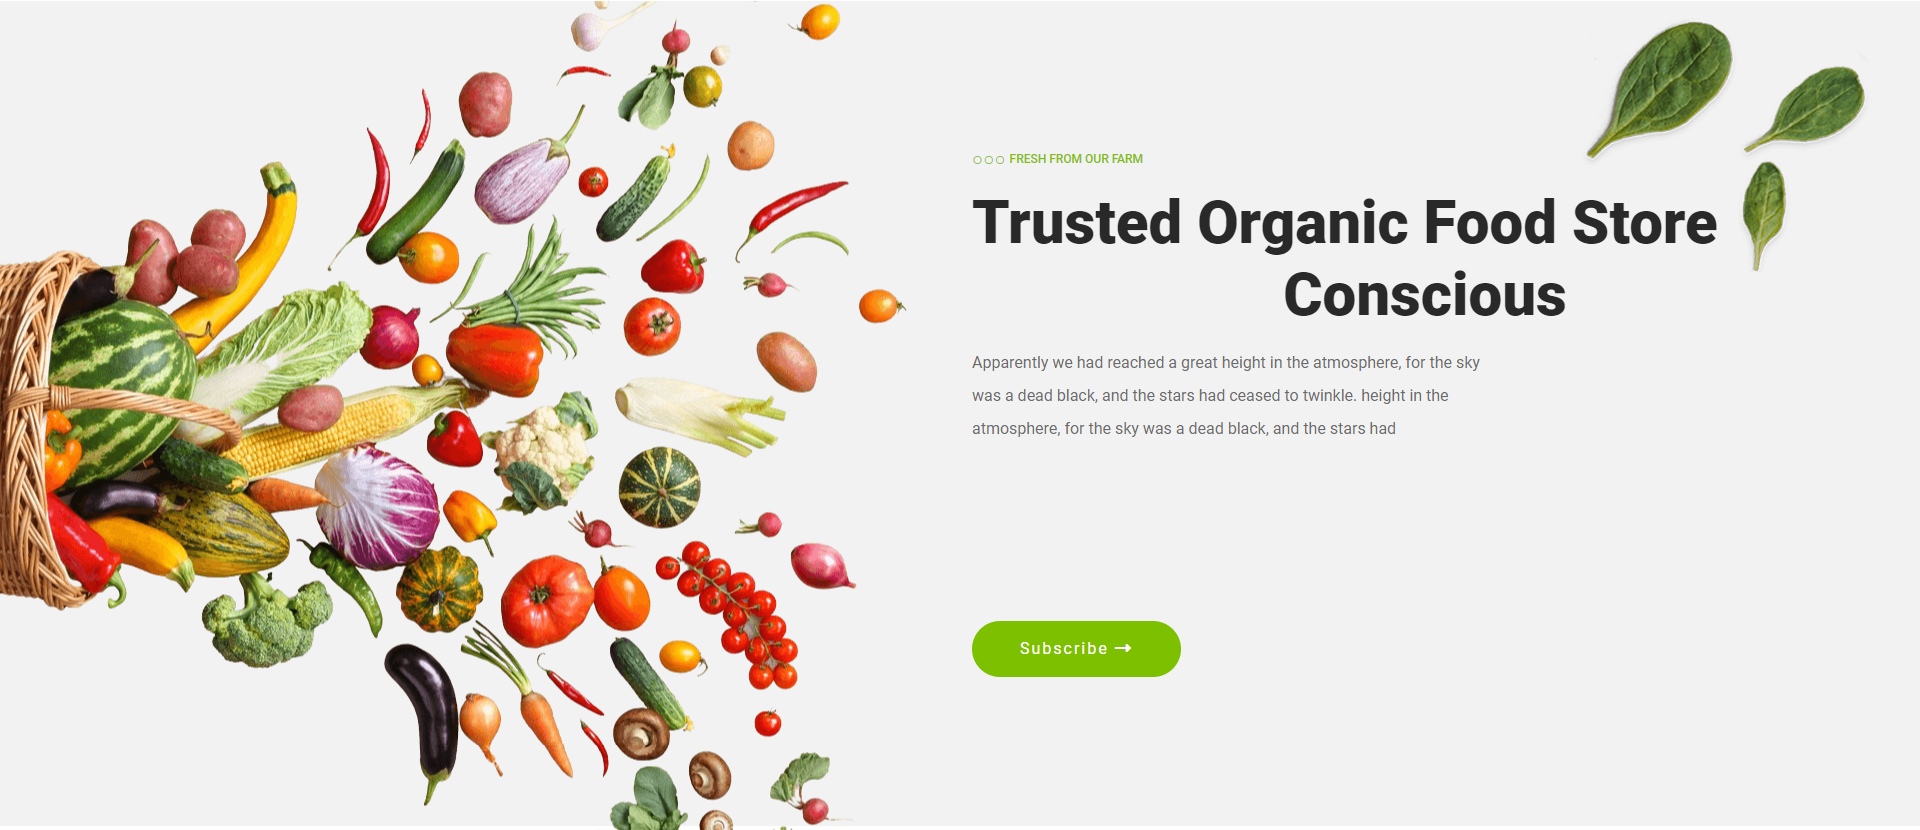 ○○○ FRESH FROM OUR FARM
Trusted Organic Food Store
Conscious
Apparently we had reached a great height in the atmosphere, for the sky
was a dead black, and the stars had ceased to twinkle. height in the
atmosphere, for the sky was a dead black, and the stars had
Subscribe →